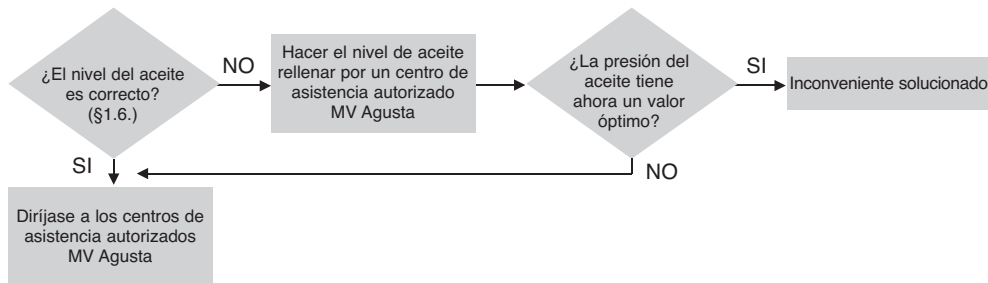 ¿El nivel del aceite
es correcto?
(§1.6.)
NO
Hacer el nivel de aceite
rellenar por un centro de
asistencia autorizado
MV Agusta
¿La presión del
aceite tiene
ahora un valor
óptimo?
SI
Inconveniente solucionado
SI
NO
Diríjase a los centros de
asistencia autorizados
MV Agusta